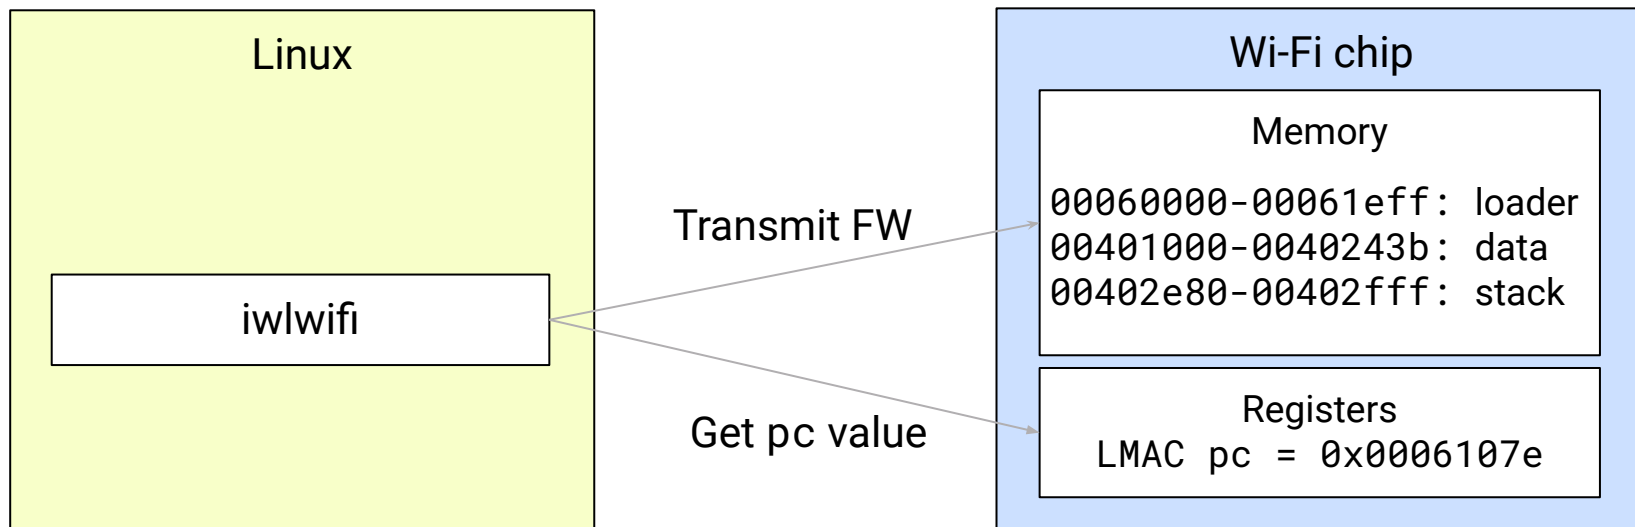 Linux
iwlwifi
Transmit FW
Get pc value
Wi-Fi chip
Memory
00060000-00061eff: loader
00401000-0040243b: data
00402e80-00402fff: stack
Registers
LMAC pc = 0x0006107e